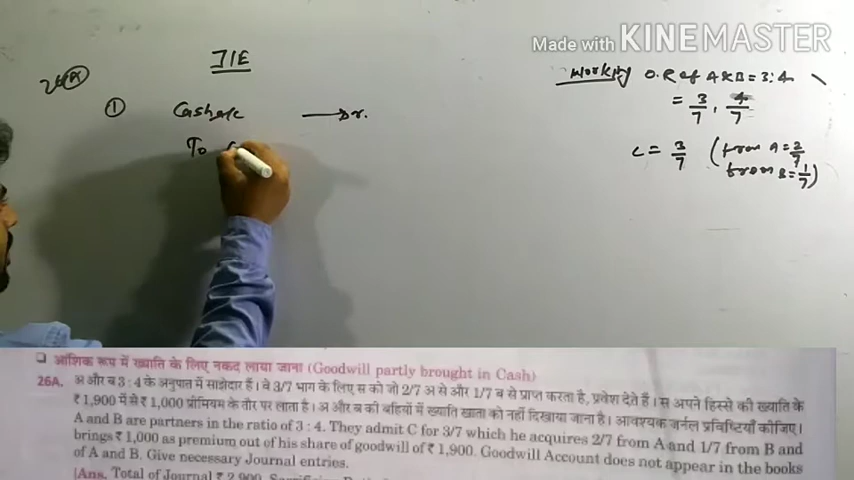 Made with KINEMASTER
J/E
26(A)
① Cash a/c Dr.
To
Working O.R of A & B = 3:4
= 3/7, 4/7
C = 3/7 (from A = 2/7
from B = 1/7)
❑ आंशिक रूप में ख्याति के लिए नकद लाया जाना (Goodwill partly brought in Cash)
26A. अ और ब 3 : 4 के अनुपात में साझेदार हैं। वे 3/7 भाग के लिए स को जो 2/7 अ से और 1/7 ब से प्राप्त करता है, प्रवेश देते हैं। स अपने हिस्से की ख्याति के
₹ 1,900 में से ₹ 1,000 प्रीमियम के तौर पर लाता है। अ और ब की बहियों में ख्याति खाता को नहीं दिखाया जाना है। आवश्यक जर्नल प्रविष्टियाँ कीजिए।
A and B are partners in the ratio of 3 : 4. They admit C for 3/7 which he acquires 2/7 from A and 1/7 from B and
brings ₹ 1,000 as premium out of his share of goodwill of ₹ 1,900. Goodwill Account does not appear in the books
of A and B. Give necessary Journal entries.
[Ans. Total of Journal ₹ 2,900